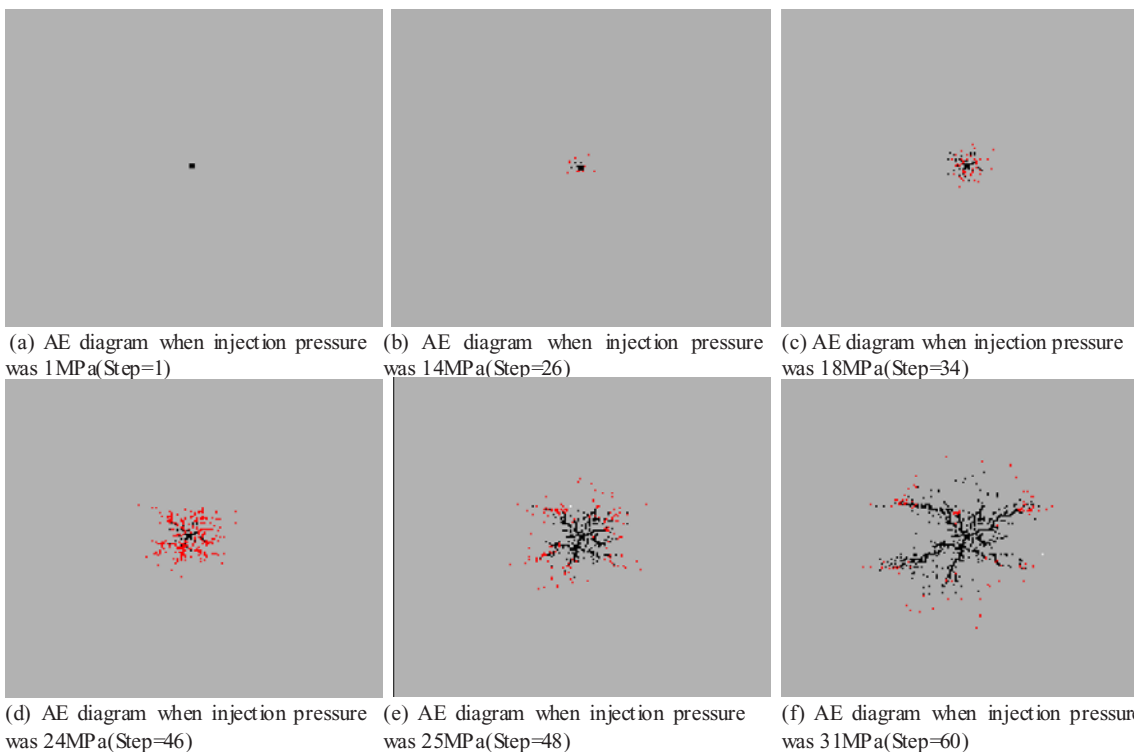 (a) AE diagram when injection pressure
was 1MPa(Step=1)
(b) AE diagram when injection pressure
was 14MPa(Step=26)
(c) AE diagram when injection pressure
was 18MPa(Step=34)
(d) AE diagram when injection pressure
was 24MPa(Step=46)
(e) AE diagram when injection pressure
was 25MPa(Step=48)
(f) AE diagram when injection pressure
was 31MPa(Step=60)